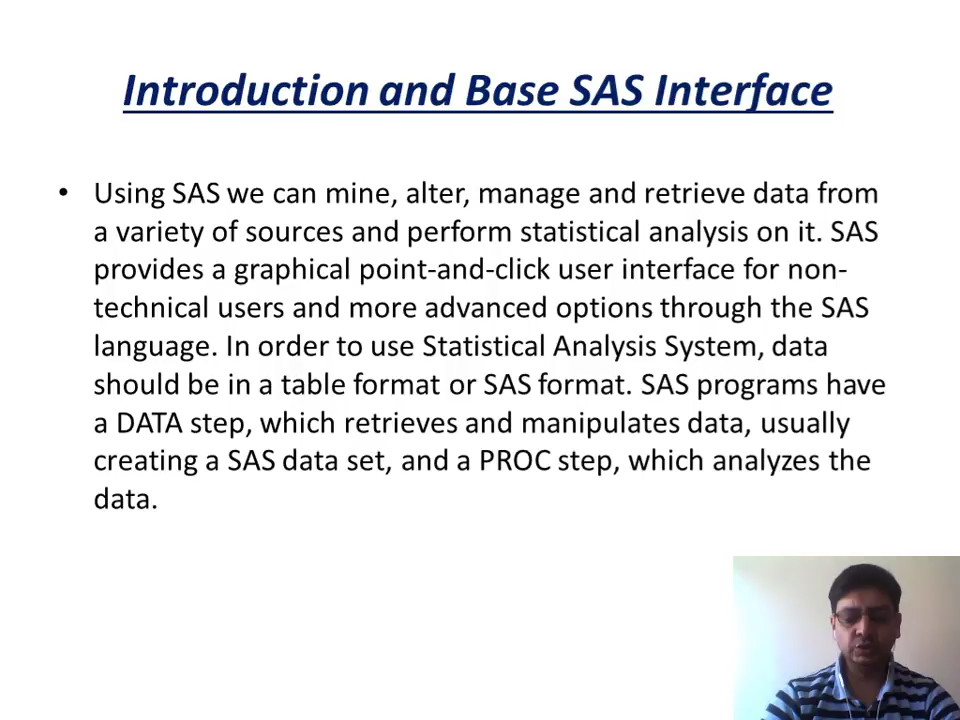 Introduction and Base SAS Interface
• Using SAS we can mine, alter, manage and retrieve data from
a variety of sources and perform statistical analysis on it. SAS
provides a graphical point-and-click user interface for non-
technical users and more advanced options through the SAS
language. In order to use Statistical Analysis System, data
should be in a table format or SAS format. SAS programs have
a DATA step, which retrieves and manipulates data, usually
creating a SAS data set, and a PROC step, which analyzes the
data.